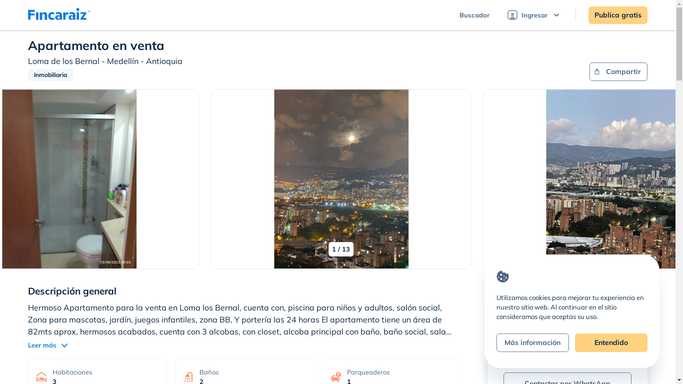 Fincaraiz
Buscador
Ingresar
Publica gratis
Apartamento en venta
Loma de los Bernal - Medellín - Antioquia
Inmobiliaria
Compartir
1 / 13
Descripción general
Hermoso Apartamento para la venta en Loma los Bernal, cuenta con, piscina para niños y adultos, salón social,
Zona para mascotas, jardín, juegos infantiles, zona BB, Y portería las 24 horas El apartamento tiene un área de
82mts aprox, hermosos acabados, cuenta con 3 alcobas, con closet, alcoba principal con baño, baño social, sala...
Leer más
Habitaciones
3
Baños
2
Parqueaderos
1
Utilizamos cookies para mejorar tu experiencia en
nuestro sitio web. Al continuar en el sitio
consideramos que aceptas su uso.
Más información
Entendido
Contactar por WhatsApp